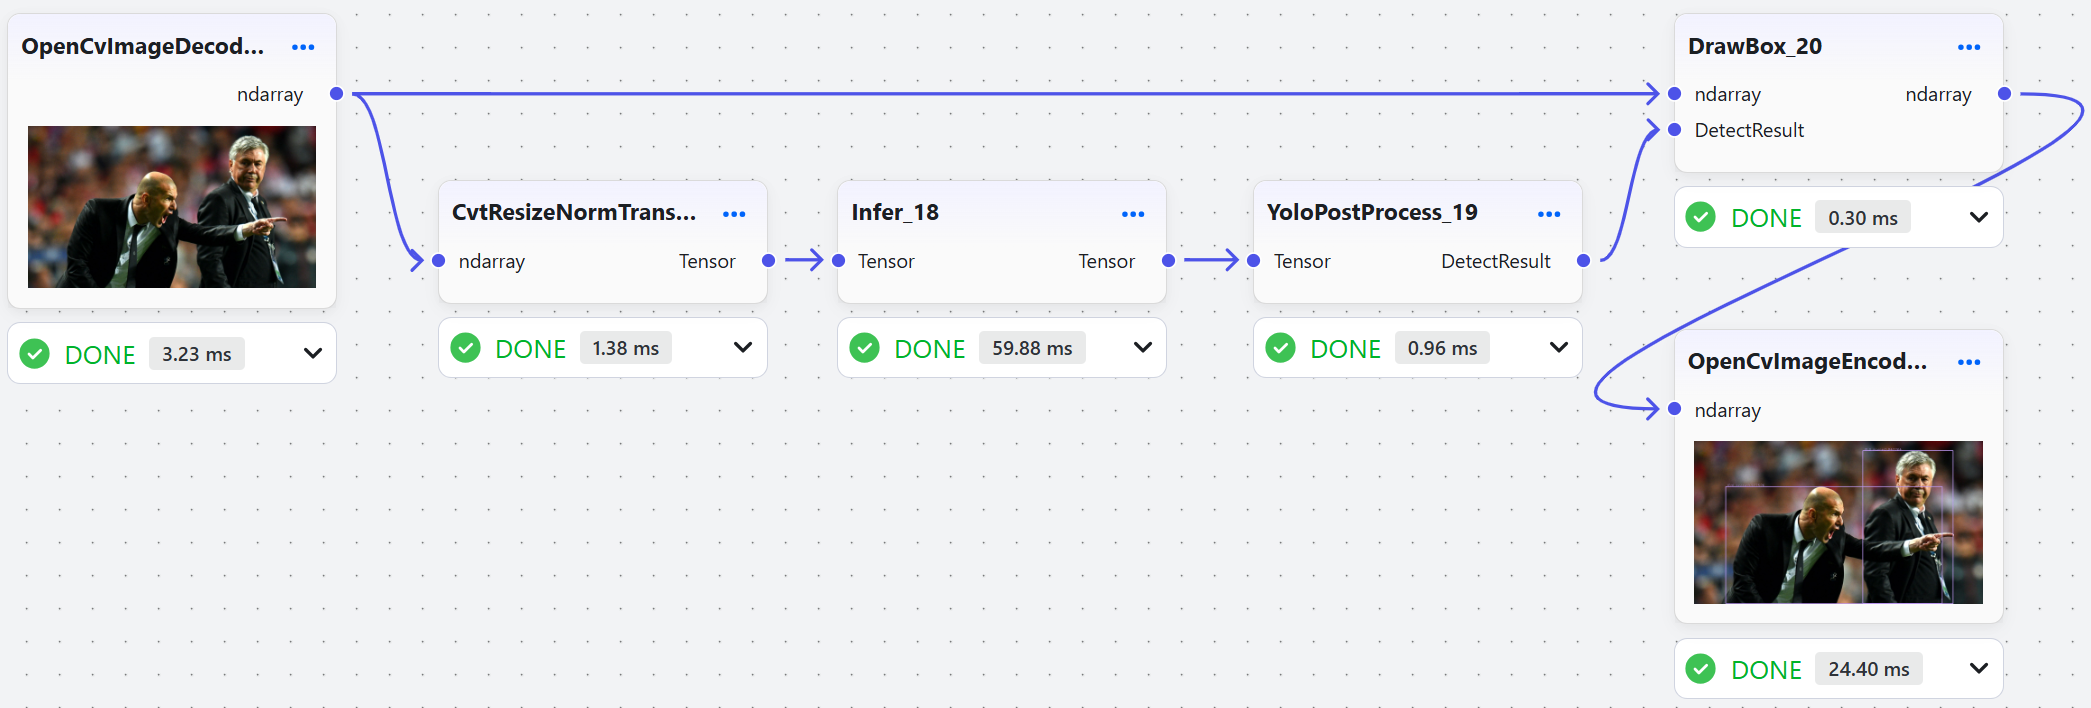 OpenCvImageDecod...
ndarray
DONE 3.23 ms
CvtResizeNormTrans...
ndarray Tensor
DONE 1.38 ms
Infer_18
Tensor Tensor
DONE 59.88 ms
YoloPostProcess_19
Tensor DetectResult
DONE 0.96 ms
DrawBox_20
ndarray ndarray
DetectResult
DONE 0.30 ms
OpenCvImageEncod...
ndarray
DONE 24.40 ms